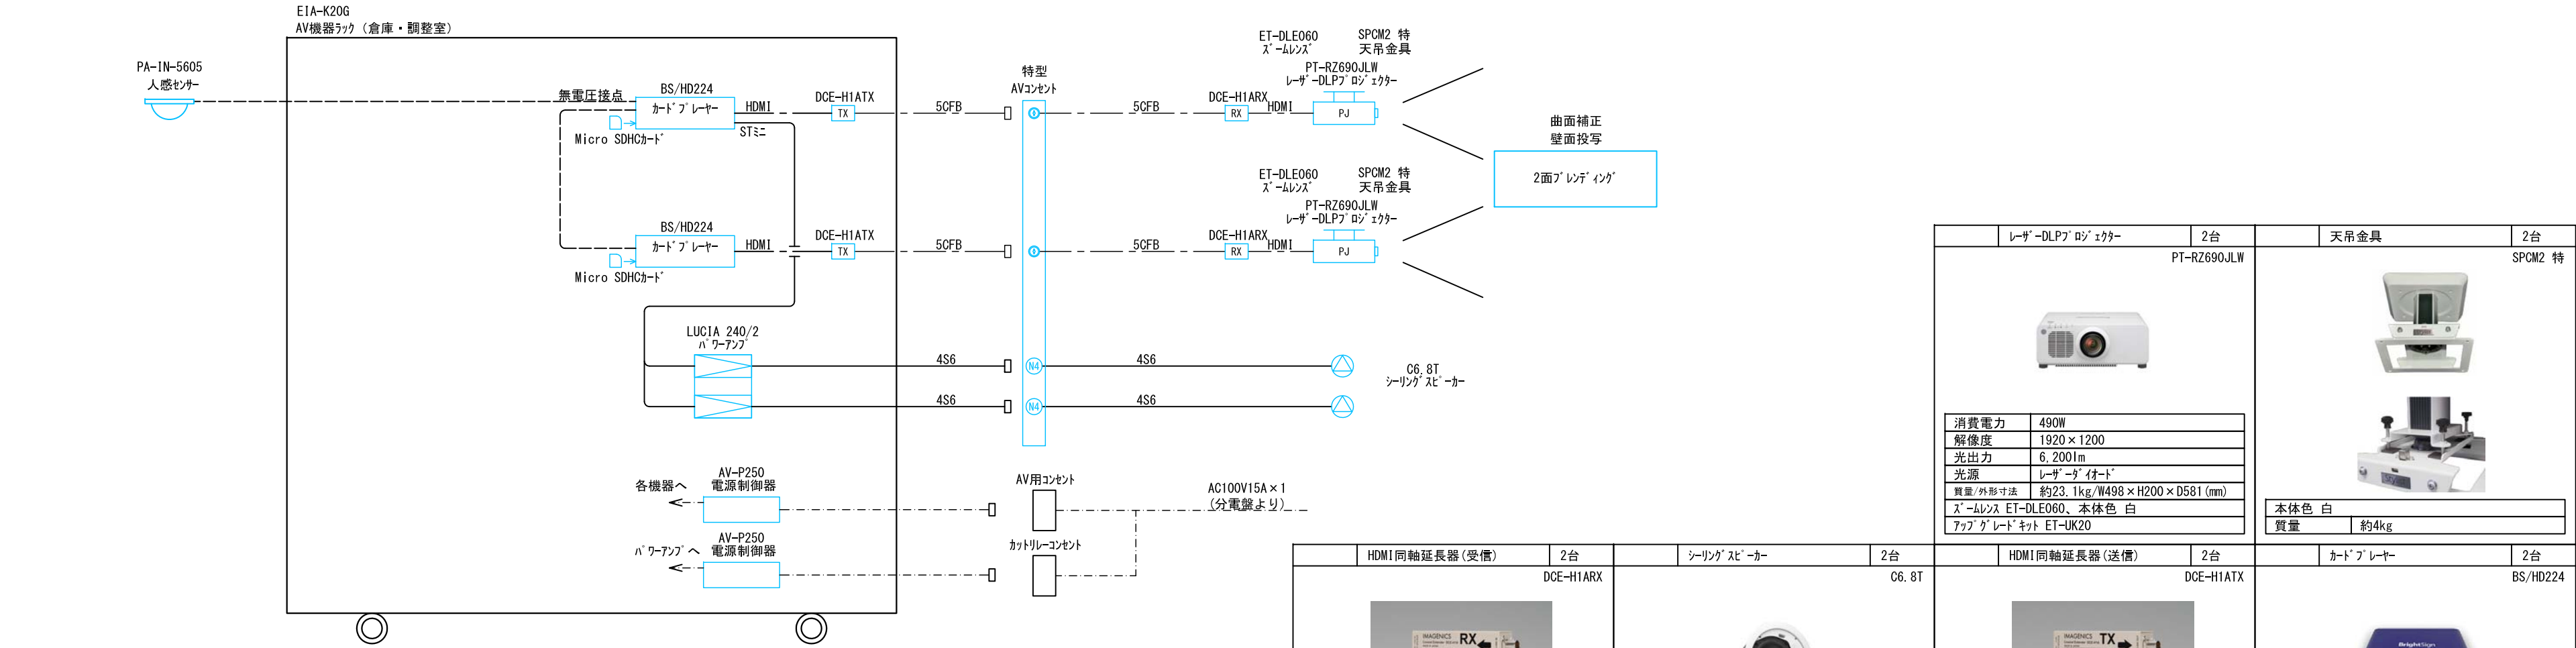 EIA-K20G
AV機器ラック（倉庫・調整室）
PA-IN-5605
人感センサー
無電圧接点
BS/HD224
カードプレーヤー
Micro SDHCカード
HDMI
STミニ
DCE-H1ATX
TX
5CFB
特型
AVコンセント
5CFB
DCE-H1ARX
RX
HDMI
ET-DLE060
ズームレンズ
SPCM2 特
天吊金具
PT-RZ690JLW
レーザーDLPプロジェクター
PJ
曲面補正
壁面投写
2面ブレンディング
BS/HD224
カードプレーヤー
Micro SDHCカード
HDMI
DCE-H1ATX
TX
5CFB
5CFB
DCE-H1ARX
RX
HDMI
ET-DLE060
ズームレンズ
SPCM2 特
天吊金具
PT-RZ690JLW
レーザーDLPプロジェクター
PJ
LUCIA 240/2
パワーアンプ
4S6
N4
4S6
4S6
N4
4S6
C6.8T
シーリングスピーカー
各機器へ
AV-P250
電源制御器
AV用コンセント
AC100V15A×1
(分電盤より)
パワーアンプへ
AV-P250
電源制御器
カットリレーコンセント
レーザーDLPプロジェクター 2台
PT-RZ690JLW
消費電力 490W
解像度 1920×1200
光出力 6,200lm
光源 レーザーダイオード
質量/外形寸法 約23.1kg/W498×H200×D581(mm)
ズームレンズ ET-DLE060、本体色 白
アップグレードキット ET-UK20
天吊金具 2台
SPCM2 特
本体色 白
質量 約4kg
HDMI同軸延長器(受信) 2台
DCE-H1ARX
IMAGENICS RX
シーリングスピーカー 2台
C6.8T
HDMI同軸延長器(送信) 2台
DCE-H1ATX
IMAGENICS TX
カードプレーヤー 2台
BS/HD224
BrightSign